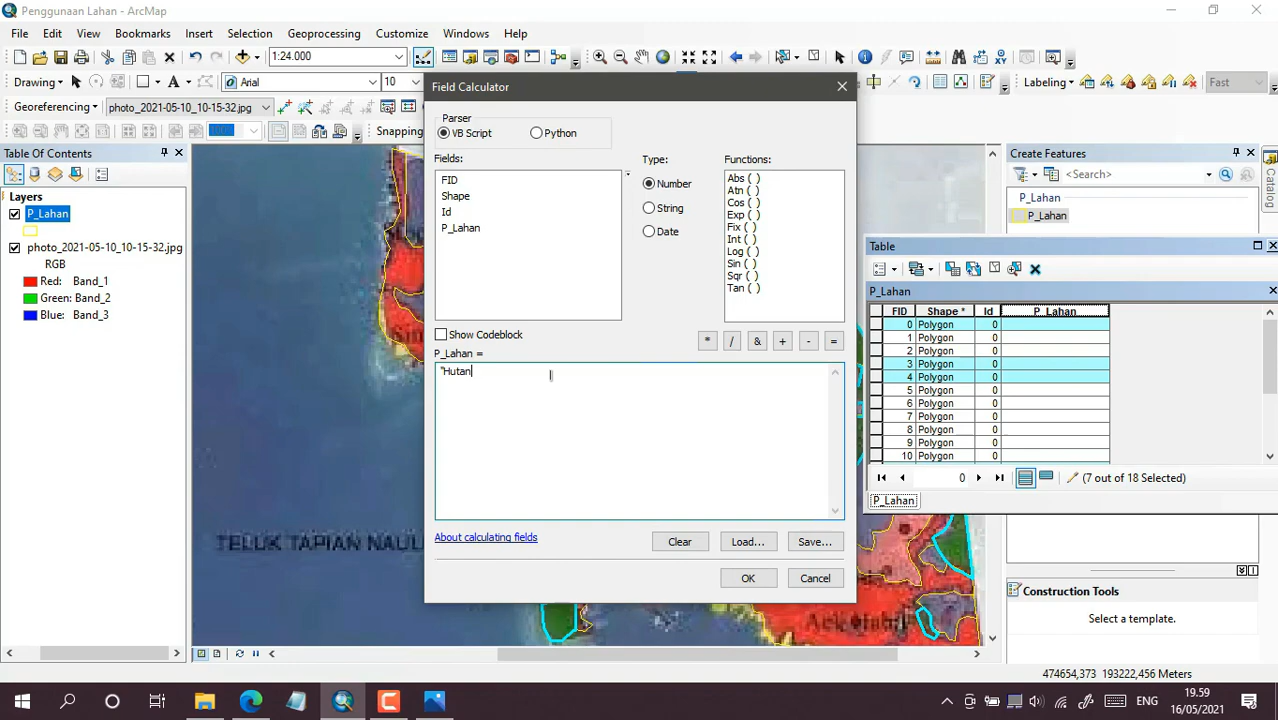 Penggunaan Lahan - ArcMap
File Edit View Bookmarks Insert Selection Geoprocessing Customize Windows Help
1:24.000
Drawing Arial 10 Labeling Fast
Georeferencing photo_2021-05-10_10-15-32.jpg
Snapping
Table Of Contents
Layers
P_Lahan
photo_2021-05-10_10-15-32.jpg
RGB
Red: Band_1
Green: Band_2
Blue: Band_3
TELUK TAPIAN NAULI
Field Calculator
Parser
VB Script Python
Fields: Type: Functions:
FID
Shape
Id
P_Lahan
Number
String
Date
Abs ( )
Atn ( )
Cos ( )
Exp ( )
Fix ( )
Int ( )
Log ( )
Sin ( )
Sqr ( )
Tan ( )
Show Codeblock * / & + - =
P_Lahan =
"Hutan
About calculating fields Clear Load... Save...
OK Cancel
Create Features
<Search>
P_Lahan
P_Lahan
Catalog
Table
P_Lahan
FID Shape * Id P_Lahan
0 Polygon 0
1 Polygon 0
2 Polygon 0
3 Polygon 0
4 Polygon 0
5 Polygon 0
6 Polygon 0
7 Polygon 0
8 Polygon 0
9 Polygon 0
10 Polygon 0
0 (7 out of 18 Selected)
P_Lahan
Construction Tools
Select a template.
474654,373 193222,456 Meters
ENG 19.59
16/05/2021